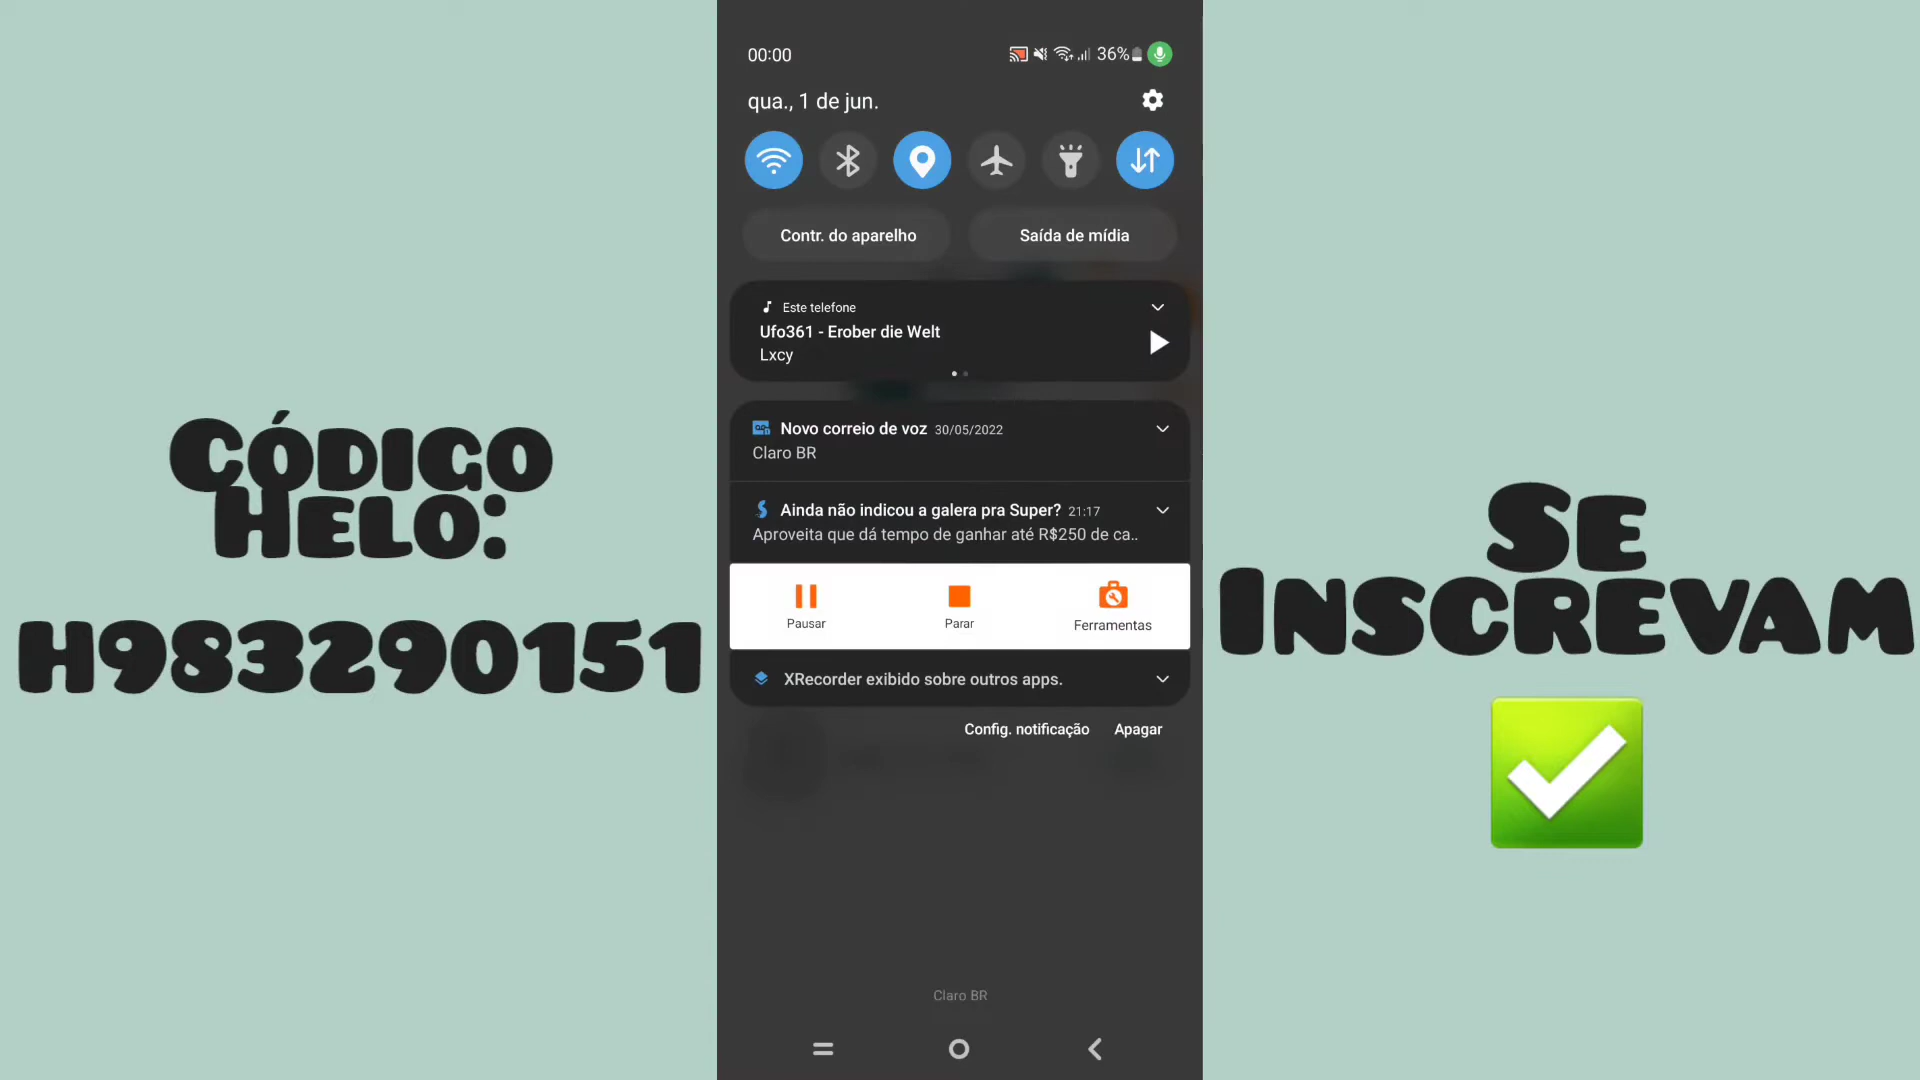 Código
Helo:
H983290151
00:00
36%
qua., 1 de jun.
Contr. do aparelho
Saída de mídia
Este telefone
Ufo361 - Erober die Welt
Lxcy
Novo correio de voz 30/05/2022
Claro BR
Ainda não indicou a galera pra Super? 21:17
Aproveita que dá tempo de ganhar até R$250 de ca..
Pausar
Parar
Ferramentas
XRecorder exibido sobre outros apps.
Config. notificação
Apagar
Claro BR
Se
Inscrevam